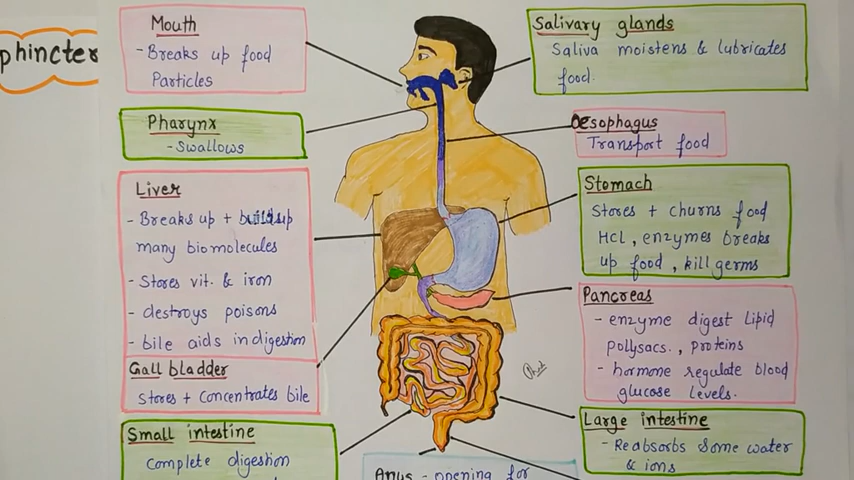 phincter
Mouth
- Breaks up food
Particles
Pharynx
- Swallows
Liver
- Breaks up + buildsup
many biomolecules
- Stores vit. & iron
- destroys poisons
- bile aids in digestion
Gall bladder
Stores + Concentrates bile
Small intestine
Complete digestion
Salivary glands
Saliva moistens & lubricates
food.
Oesophagus
Transport food
Stomach
Stores + churns food
HCl, enzymes breaks
up food, kill germs
Pancreas
- enzyme digest Lipid
polysacs., proteins
- hormone regulate blood
glucose levels.
Large intestine
- Reabsorbs some water
& ions
Anus - opening for